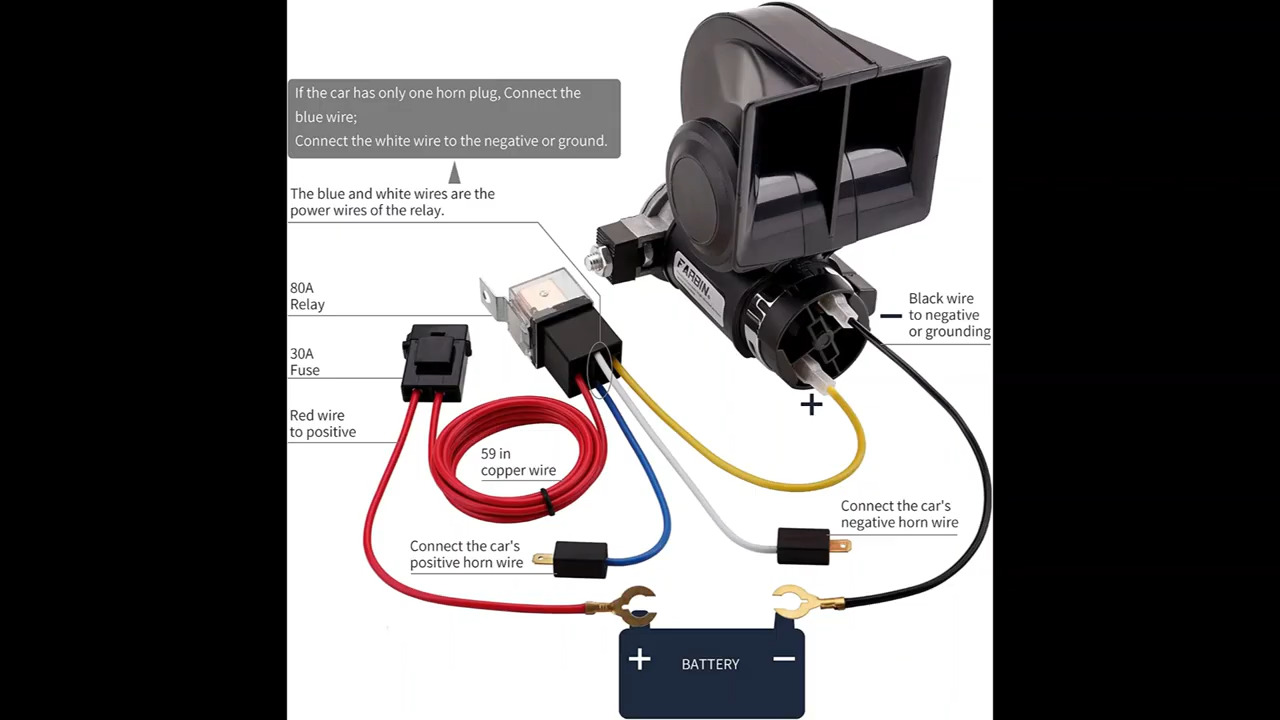 If the car has only one horn plug, Connect the
blue wire;
Connect the white wire to the negative or ground.
The blue and white wires are the
power wires of the relay.
80A
Relay
30A
Fuse
Red wire
to positive
59 in
copper wire
FARBIN
Black wire
to negative
or grounding
+
Connect the car's
negative horn wire
Connect the car's
positive horn wire
+ BATTERY −